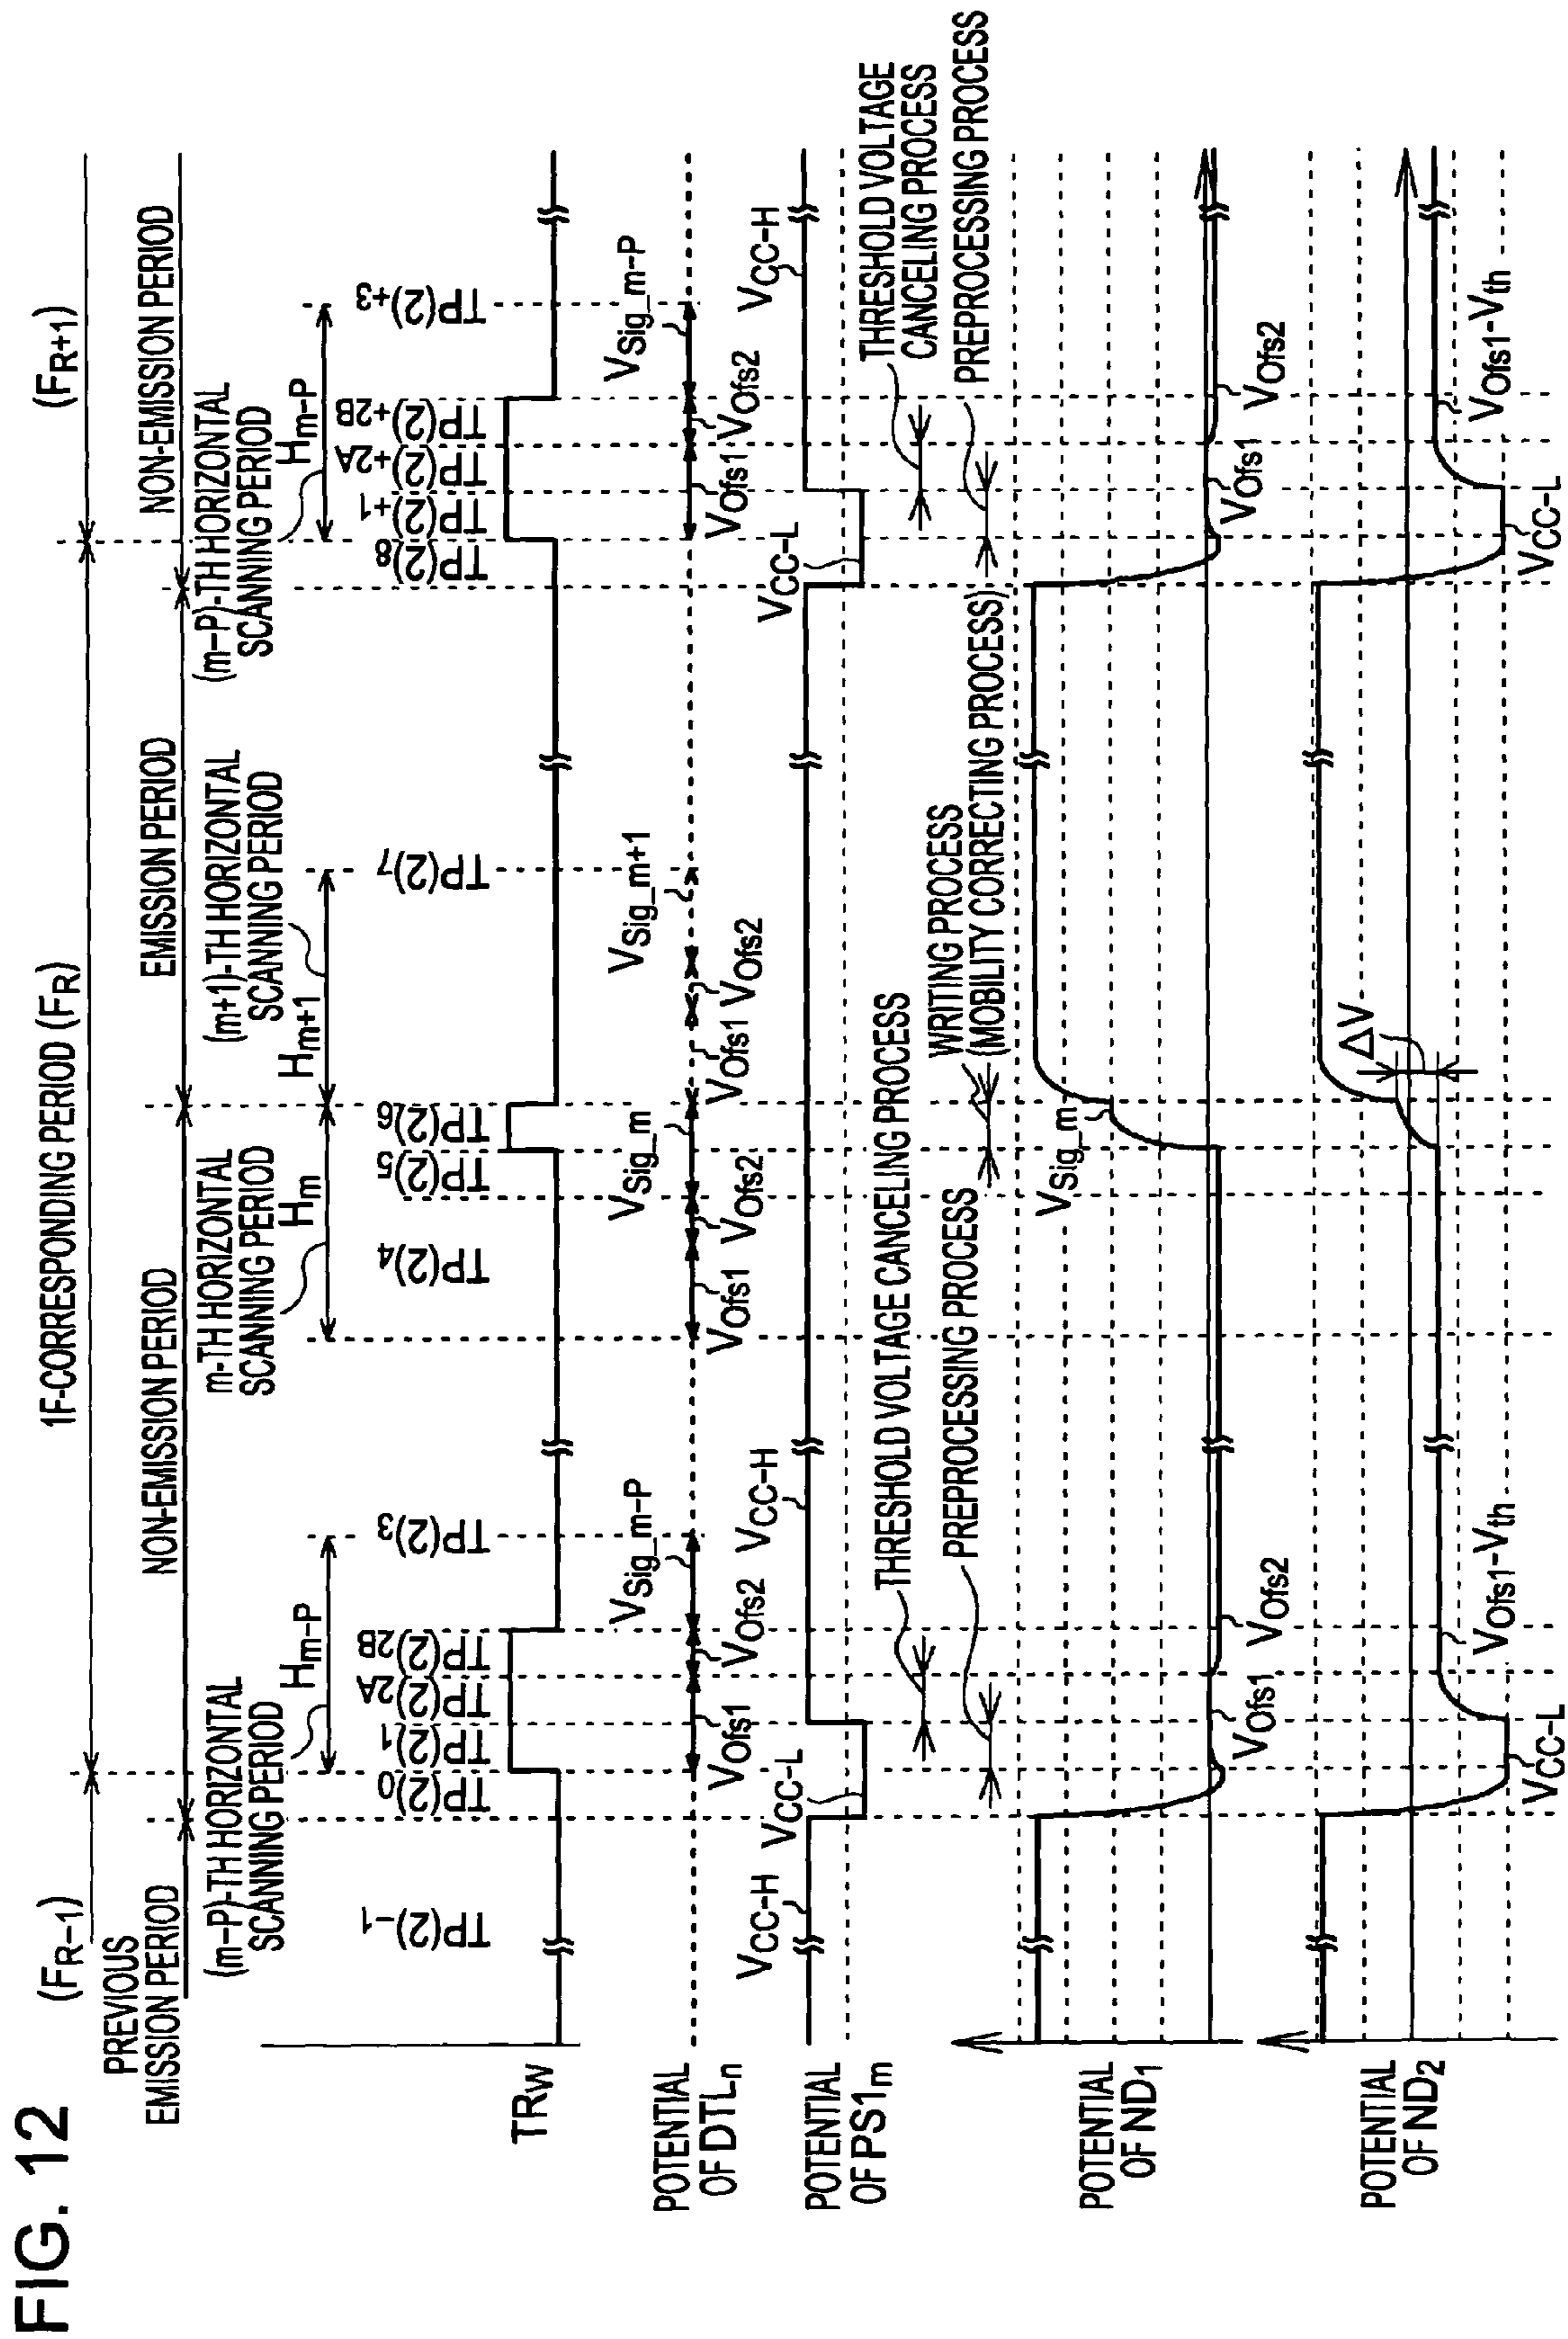 FIG. 12
(FR-1)
1F-CORRESPONDING PERIOD (FR)
(FR+1)
PREVIOUS
EMISSION PERIOD
NON-EMISSION PERIOD
EMISSION PERIOD
NON-EMISSION PERIOD
(m-P)-TH HORIZONTAL
SCANNING PERIOD
Hm-P
m-TH HORIZONTAL
SCANNING PERIOD
Hm
(m+1)-TH HORIZONTAL
SCANNING PERIOD
Hm+1
(m-P)-TH HORIZONTAL
SCANNING PERIOD
Hm-P
TP(2)-1
TP(2)0
TP(2)1
TP(2)2A
TP(2)2B
TP(2)3
TP(2)4
TP(2)5
TP(2)6
TP(2)7
TP(2)8
TP(2)+1
TP(2)+2A
TP(2)+2B
TP(2)+3
TRW
POTENTIAL
OF DTLn
VOfs1
VOfs2
VSig_m-P
VOfs1
VOfs2
VSig_m
VOfs1
VOfs2
VSig_m+1
VOfs1
VOfs2
VSig_m-P
POTENTIAL
OF PS1m
VCC-H
VCC-L
VCC-H
VCC-L
VCC-H
THRESHOLD VOLTAGE CANCELING PROCESS
PREPROCESSING PROCESS
WRITING PROCESS
(MOBILITY CORRECTING PROCESS)
THRESHOLD VOLTAGE
CANCELING PROCESS
PREPROCESSING PROCESS
POTENTIAL
OF ND1
VOfs1
VOfs2
VSig_m
VOfs1
VOfs2
POTENTIAL
OF ND2
VCC-L
VOfs1-Vth
ΔV
VCC-L
VOfs1-Vth